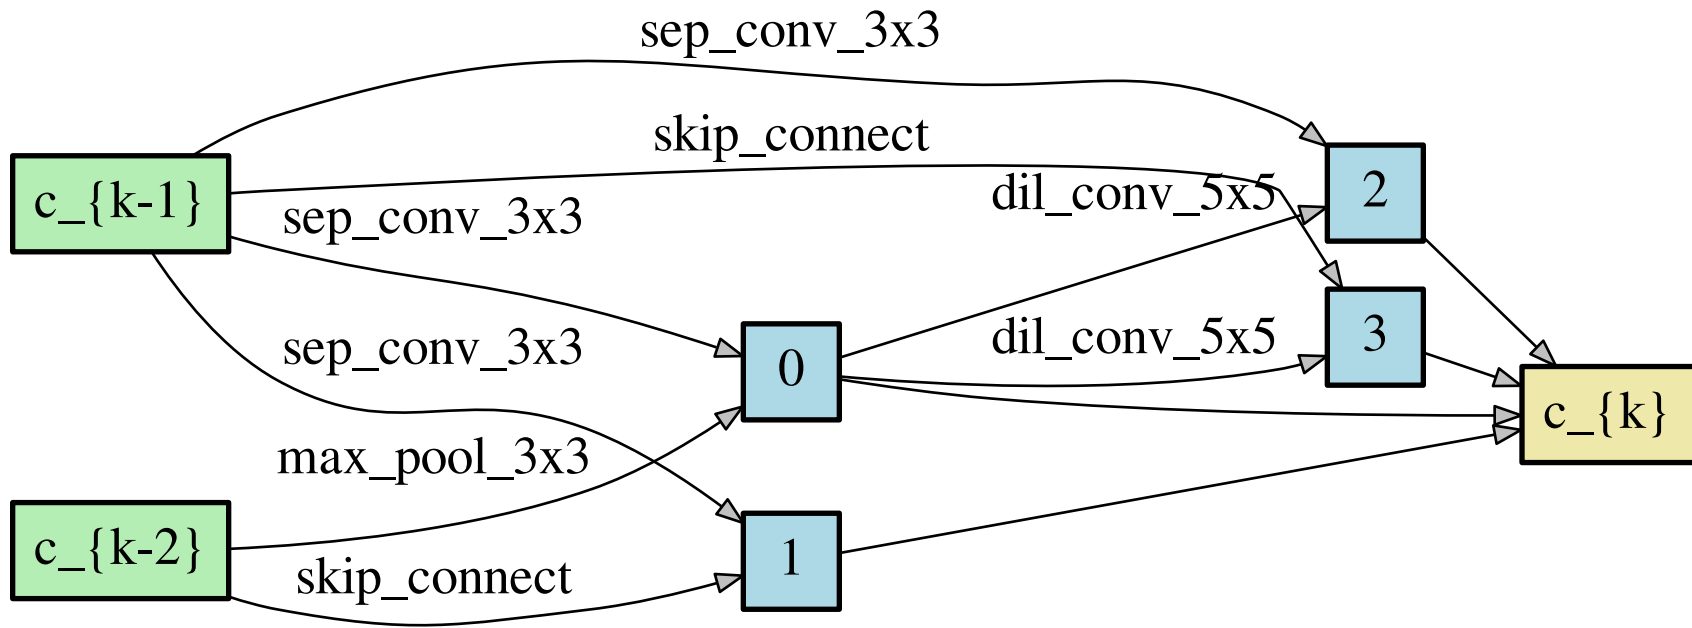 sep_conv_3x3
skip_connect
c_{k-1}
sep_conv_3x3
dil_conv_5x5
2
sep_conv_3x3
0
dil_conv_5x5
3
c_{k}
max_pool_3x3
c_{k-2}
skip_connect
1